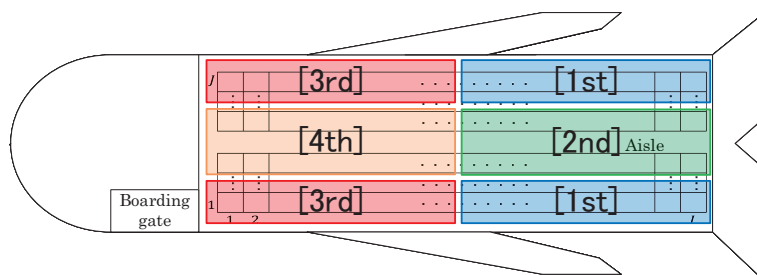 J
[3rd]
[1st]
[4th]
[2nd]
Aisle
[3rd]
[1st]
Boarding
gate
1
1 2
I